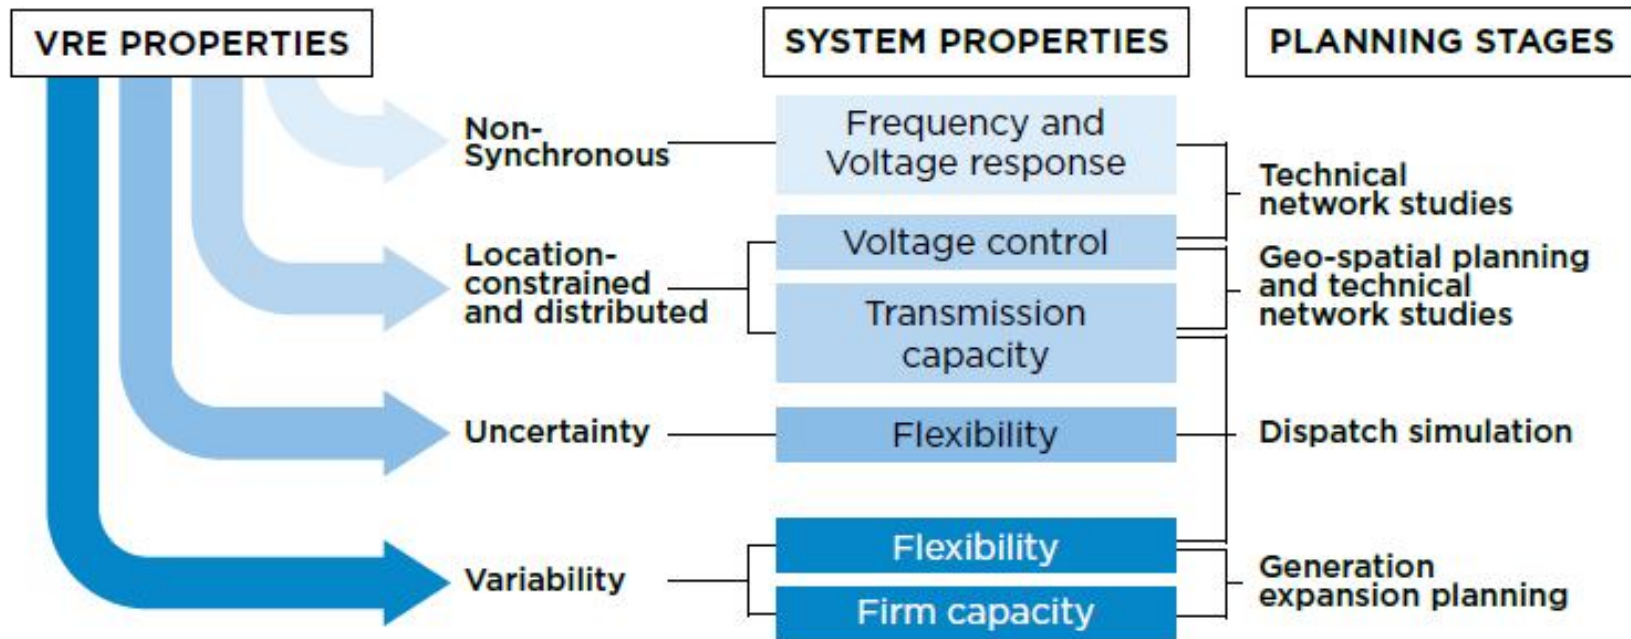 VRE PROPERTIES
SYSTEM PROPERTIES
PLANNING STAGES
Non-
Synchronous
Frequency and
Voltage response
Technical
network studies
Location-
constrained
and distributed
Voltage control
Transmission
capacity
Geo-spatial planning
and technical
network studies
Uncertainty
Flexibility
Dispatch simulation
Variability
Flexibility
Firm capacity
Generation
expansion planning